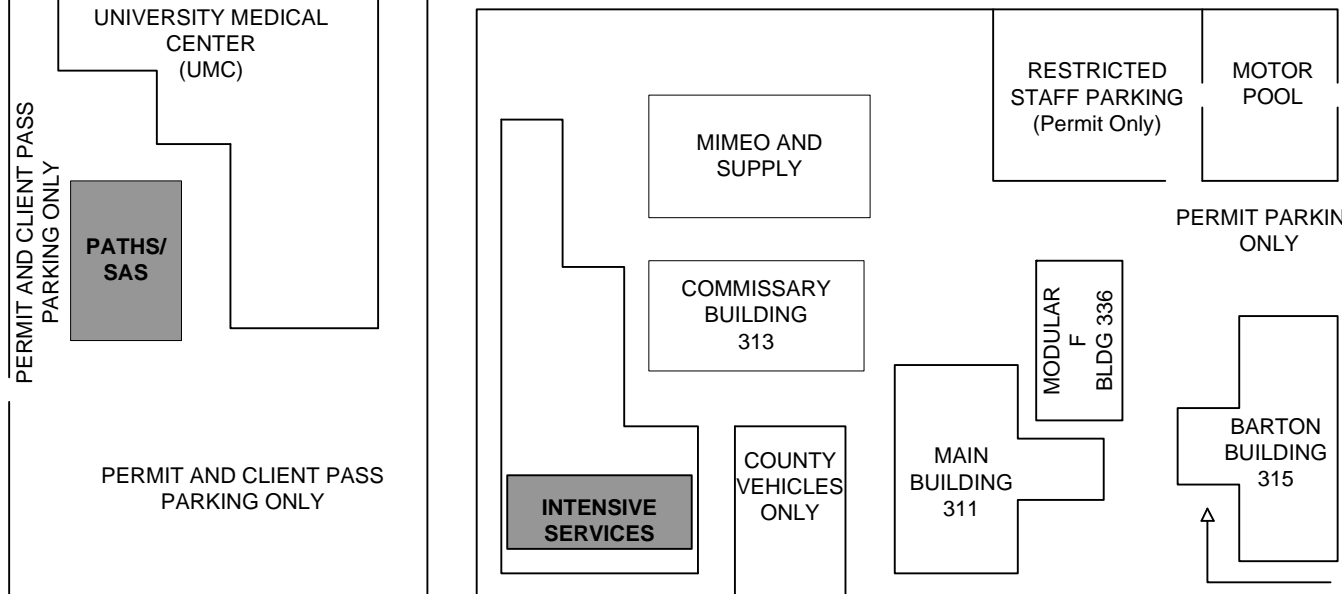 UNIVERSITY MEDICAL
CENTER
(UMC)
PERMIT AND CLIENT PASS
PARKING ONLY
PATHS/
SAS
PERMIT AND CLIENT PASS
PARKING ONLY
MIMEO AND
SUPPLY
RESTRICTED
STAFF PARKING
(Permit Only)
MOTOR
POOL
PERMIT PARKIN
ONLY
COMMISSARY
BUILDING
313
MODULAR
F
BLDG 336
INTENSIVE
SERVICES
COUNTY
VEHICLES
ONLY
MAIN
BUILDING
311
BARTON
BUILDING
315